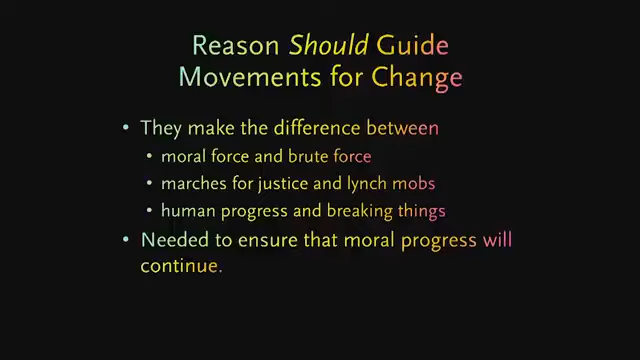 Reason Should Guide
Movements for Change
• They make the difference between
• moral force and brute force
• marches for justice and lynch mobs
• human progress and breaking things
• Needed to ensure that moral progress will
continue.